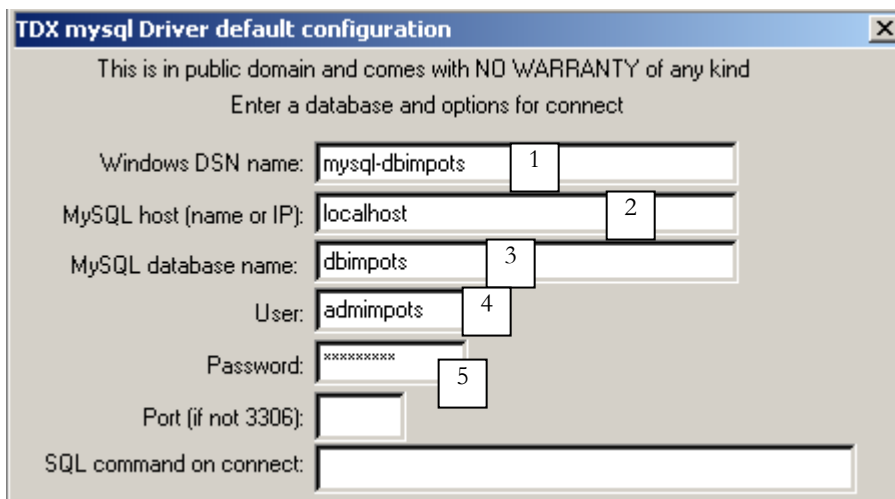 TDX mysql Driver default configuration
This is in public domain and comes with NO WARRANTY of any kind
Enter a database and options for connect
Windows DSN name: mysql-dbimpots 1
MySQL host (name or IP): localhost 2
MySQL database name: dbimpots 3
User: admimpots 4
Password: ********* 5
Port (if not 3306):
SQL command on connect: